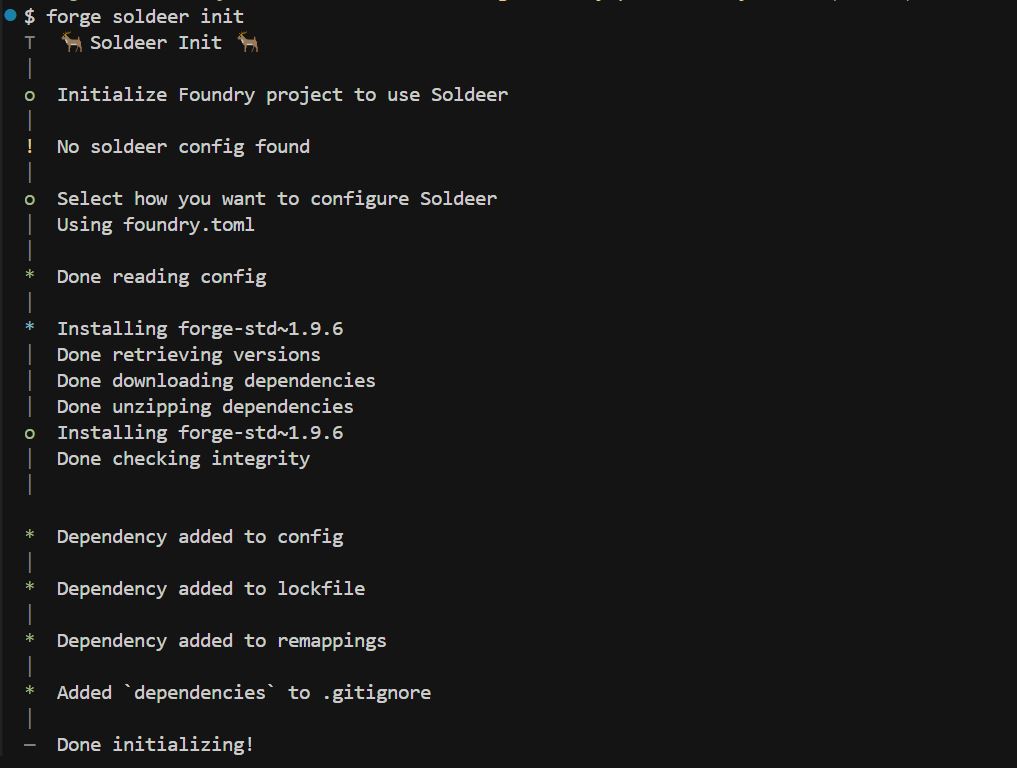 $ forge soldeer init
T 🦌 Soldeer Init 🦌
|
o Initialize Foundry project to use Soldeer
|
! No soldeer config found
|
o Select how you want to configure Soldeer
| Using foundry.toml
|
* Done reading config
|
* Installing forge-std~1.9.6
| Done retrieving versions
| Done downloading dependencies
| Done unzipping dependencies
o Installing forge-std~1.9.6
| Done checking integrity
|
* Dependency added to config
|
* Dependency added to lockfile
|
* Dependency added to remappings
|
* Added `dependencies` to .gitignore
|
— Done initializing!